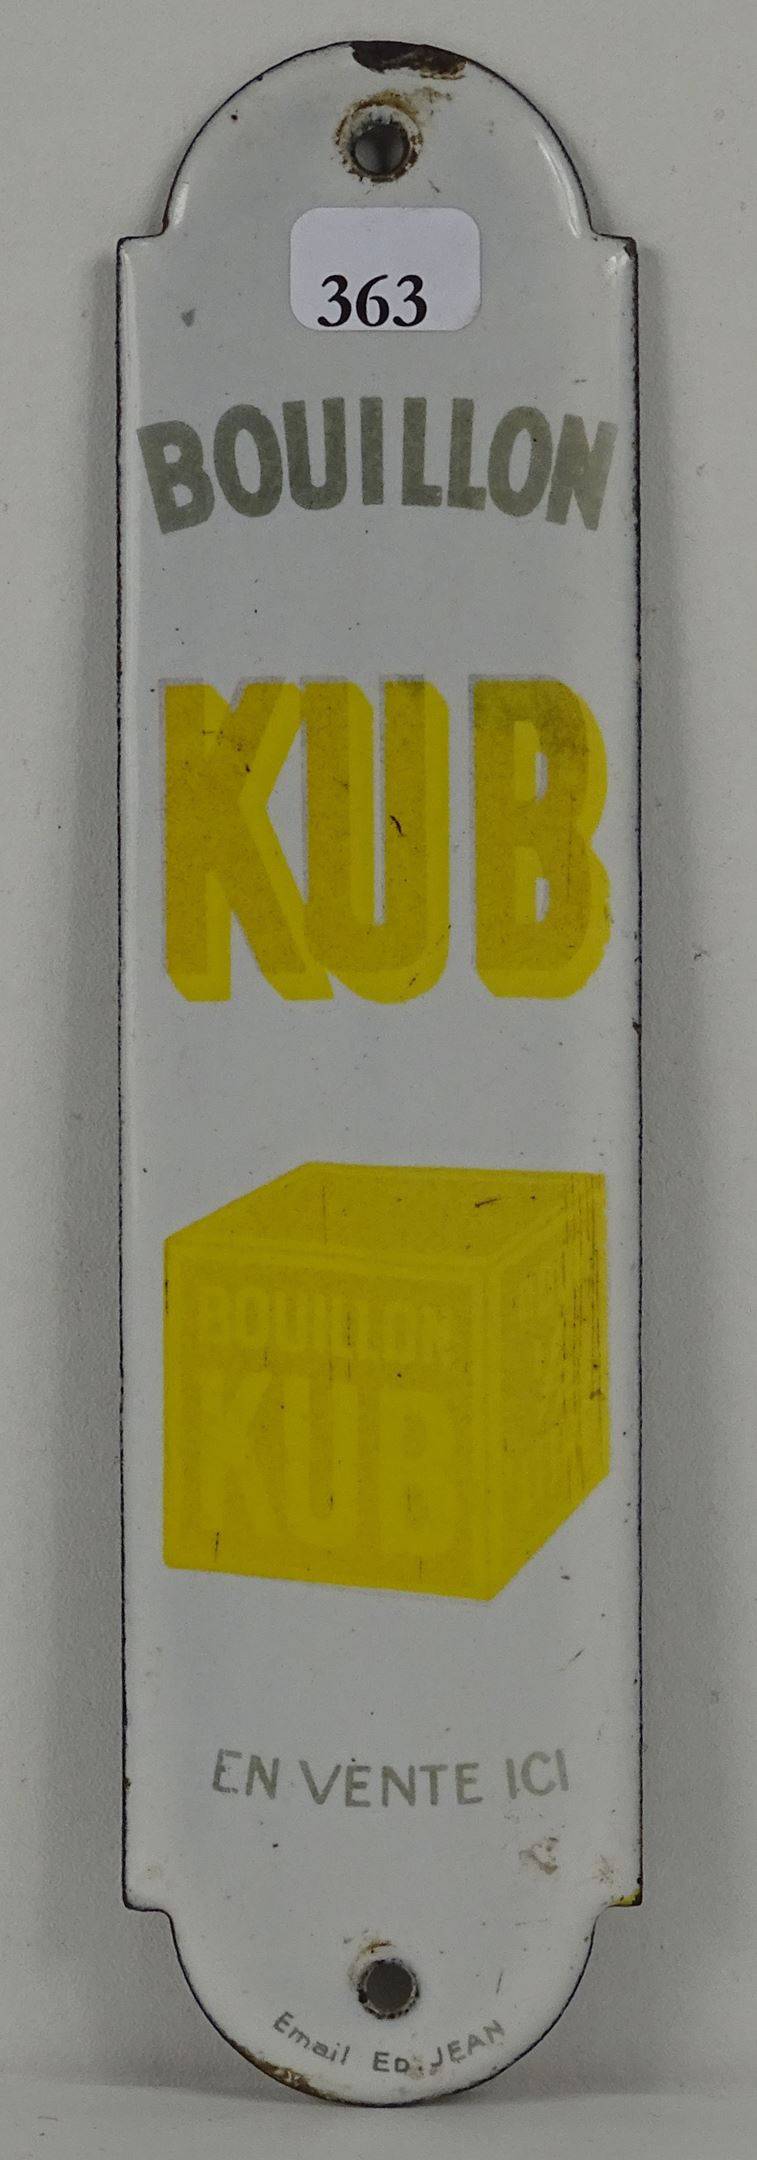 363
BOUILLON
KUB
BOUILLON
KUB
EN VENTE ICI
Email ED. JEAN